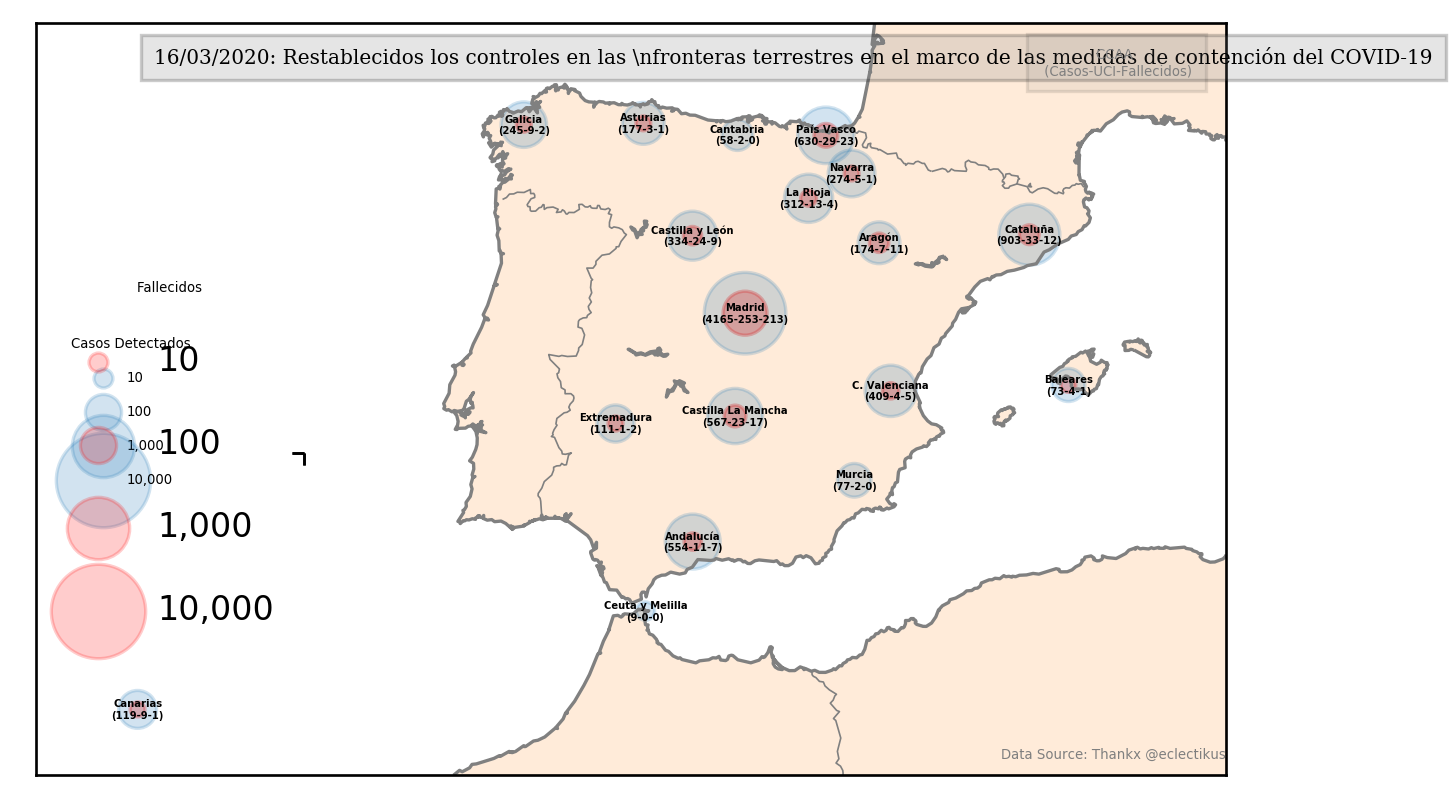 16/03/2020: Restablecidos los controles en las \nfronteras terrestres en el marco de las medidas de contención del COVID-19
CCAA
(Casos-UCI-Fallecidos)
Galicia
(245-9-2)
Asturias
(177-3-1)
Cantabria
(58-2-0)
País Vasco
(630-29-23)
Navarra
(274-5-1)
La Rioja
(312-13-4)
Castilla y León
(334-24-9)
Aragón
(174-7-11)
Cataluña
(903-33-12)
Madrid
(4165-253-213)
Fallecidos
Casos Detectados
10
10
100
1,000
100
10,000
1,000
10,000
C. Valenciana
(409-4-5)
Baleares
(73-4-1)
Extremadura
(111-1-2)
Castilla La Mancha
(567-23-17)
Murcia
(77-2-0)
Andalucía
(554-11-7)
Ceuta y Melilla
(9-0-0)
Canarias
(119-9-1)
Data Source: Thankx @eclectikus